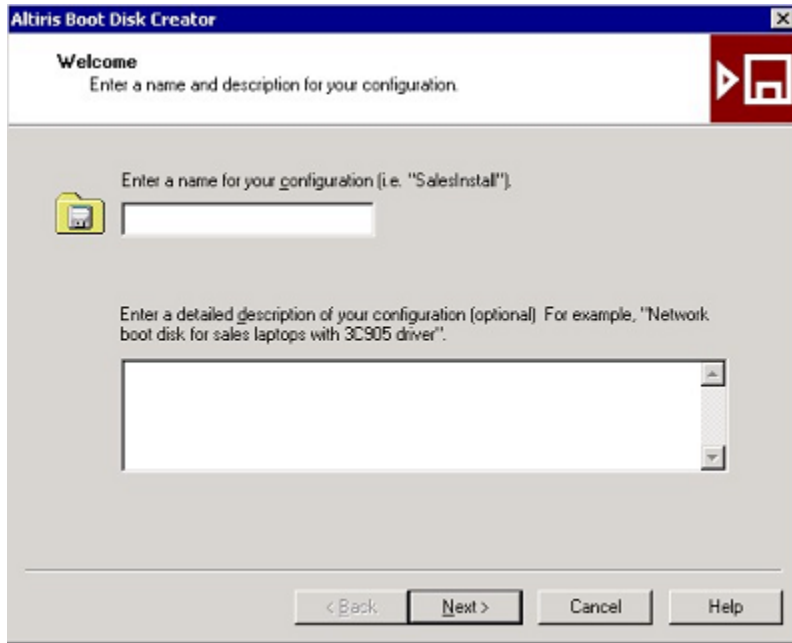 Altiris Boot Disk Creator
Welcome
Enter a name and description for your configuration.
Enter a name for your configuration (i.e. "SalesInstall").
Enter a detailed description of your configuration (optional) For example, "Network
boot disk for sales laptops with 3C905 driver".
< Back
Next >
Cancel
Help